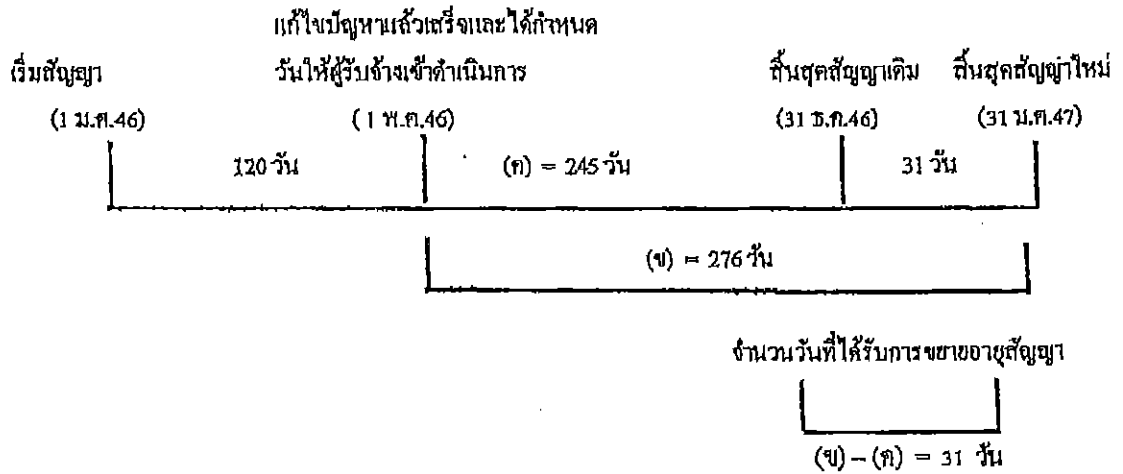 แก้ไขปัญหาแล้วเสร็จและได้กำหนด
เริ่มสัญญา วันให้ผู้รับจ้างเข้าดำเนินการ สิ้นสุดสัญญาเดิม สิ้นสุดสัญญาใหม่
(1 ม.ค.46) (1 พ.ค.46) (31 ธ.ค.46) (31 ม.ค.47)
120 วัน (ค) = 245 วัน 31 วัน
(ข) = 276 วัน
จำนวนวันที่ได้รับการขยายอายุสัญญา
(ข) – (ค) = 31 วัน